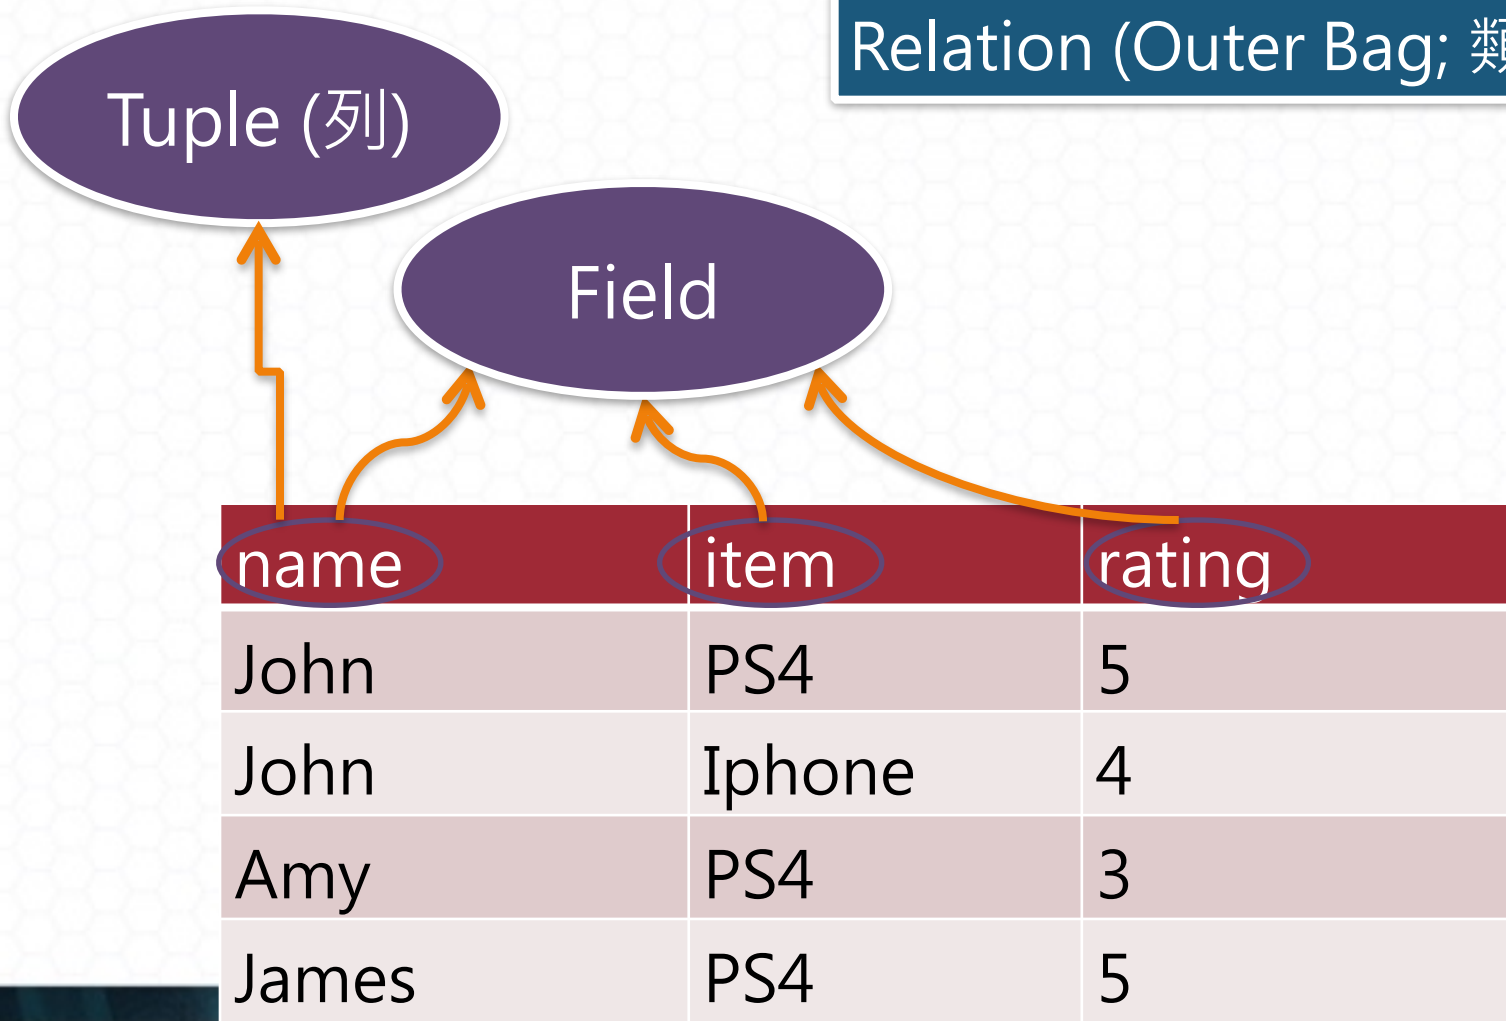 Relation (Outer Bag; 類
Tuple (列)
Field
name item rating
John PS4 5
John Iphone 4
Amy PS4 3
James PS4 5